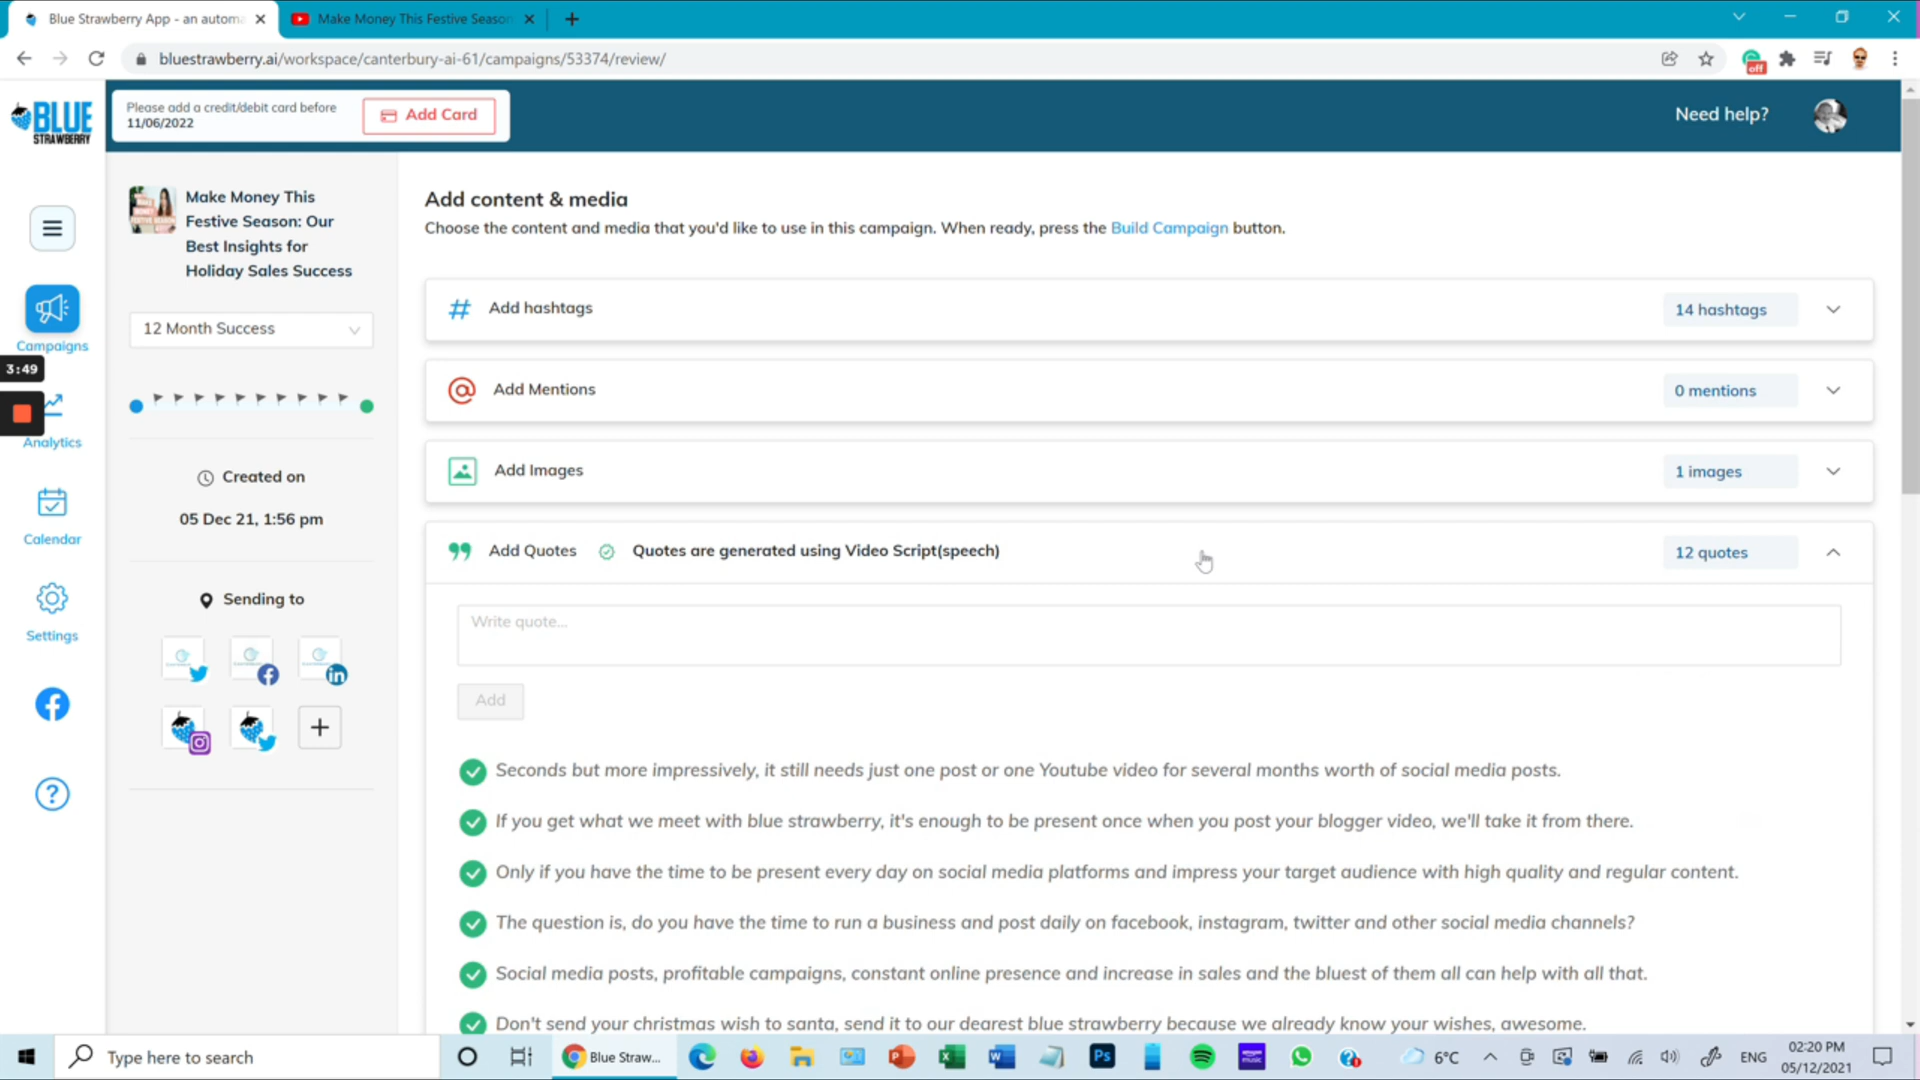 Blue Strawberry App - an automa
Make Money This Festive Season
bluestrawberry.ai/workspace/canterbury-ai-61/campaigns/53374/review/
off
BLUE
STRAWBERRY
Please add a credit/debit card before
11/06/2022
Add Card
Need help?
Make Money This
Festive Season: Our
Best Insights for
Holiday Sales Success
12 Month Success
Campaigns
3:49
Analytics
Calendar
Settings
Created on
05 Dec 21, 1:56 pm
Sending to
Add content & media
Choose the content and media that you'd like to use in this campaign. When ready, press the Build Campaign button.
Add hashtags
14 hashtags
Add Mentions
0 mentions
Add Images
1 images
Add Quotes
Quotes are generated using Video Script(speech)
12 quotes
Write quote...
Add
Seconds but more impressively, it still needs just one post or one Youtube video for several months worth of social media posts.
If you get what we meet with blue strawberry, it's enough to be present once when you post your blogger video, we'll take it from there.
Only if you have the time to be present every day on social media platforms and impress your target audience with high quality and regular content.
The question is, do you have the time to run a business and post daily on facebook, instagram, twitter and other social media channels?
Social media posts, profitable campaigns, constant online presence and increase in sales and the bluest of them all can help with all that.
Don't send your christmas wish to santa, send it to our dearest blue strawberry because we already know your wishes, awesome.
Type here to search
Blue Straw...
Ps
6°C
ENG
02:20 PM
05/12/2021